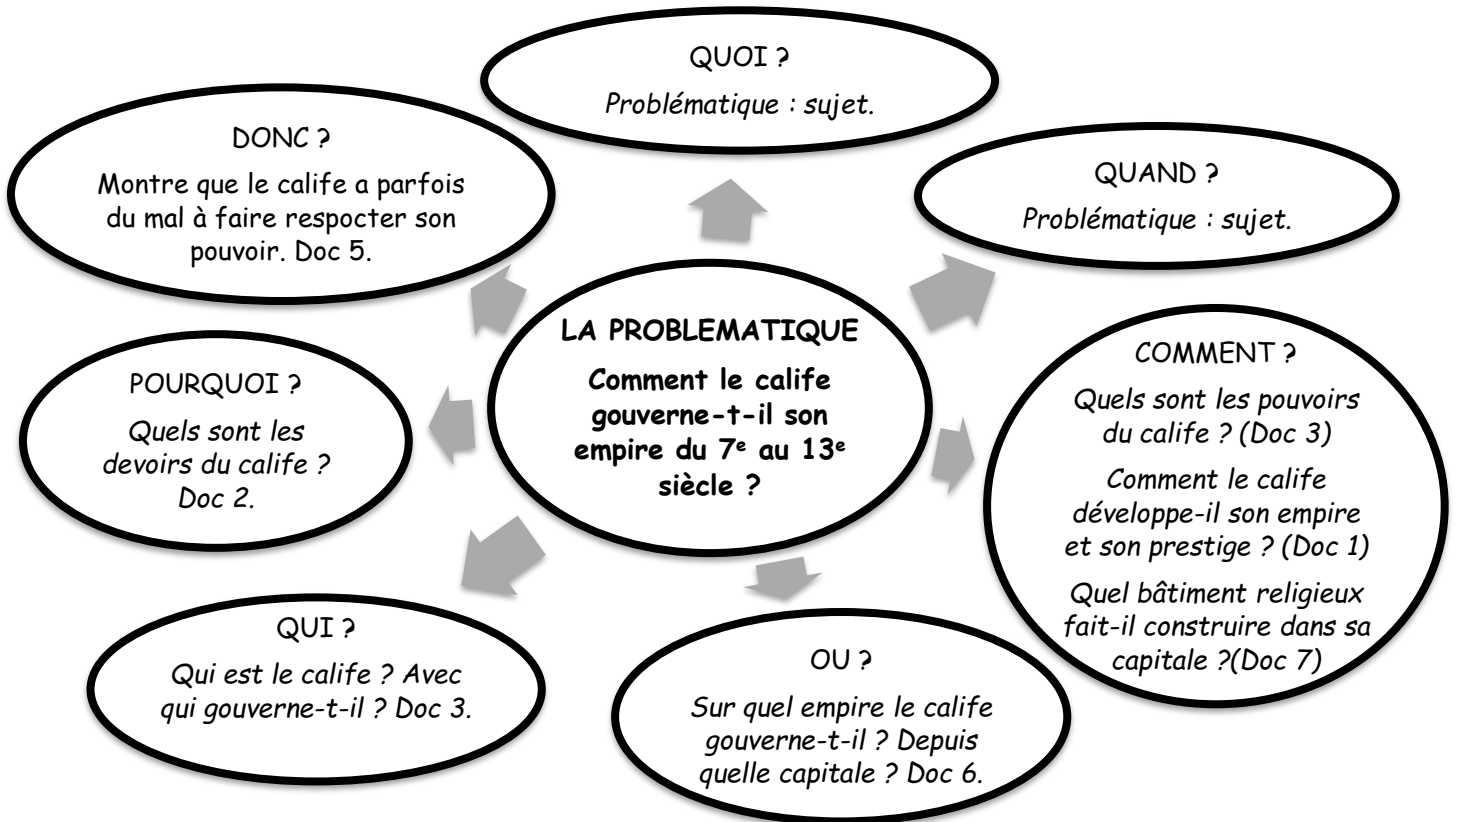 QUOI ?
Problématique : sujet.
QUAND ?
Problématique : sujet.
COMMENT ?
Quels sont les pouvoirs
du calife ? (Doc 3)
Comment le calife
développe-il son empire
et son prestige ? (Doc 1)
Quel bâtiment religieux
fait-il construire dans sa
capitale ?(Doc 7)
OU ?
Sur quel empire le calife
gouverne-t-il ? Depuis
quelle capitale ? Doc 6.
QUI ?
Qui est le calife ? Avec
qui gouverne-t-il ? Doc 3.
POURQUOI ?
Quels sont les
devoirs du calife ?
Doc 2.
DONC ?
Montre que le calife a parfois
du mal à faire respocter son
pouvoir. Doc 5.
LA PROBLEMATIQUE
Comment le calife
gouverne-t-il son
empire du 7e au 13e
siècle ?